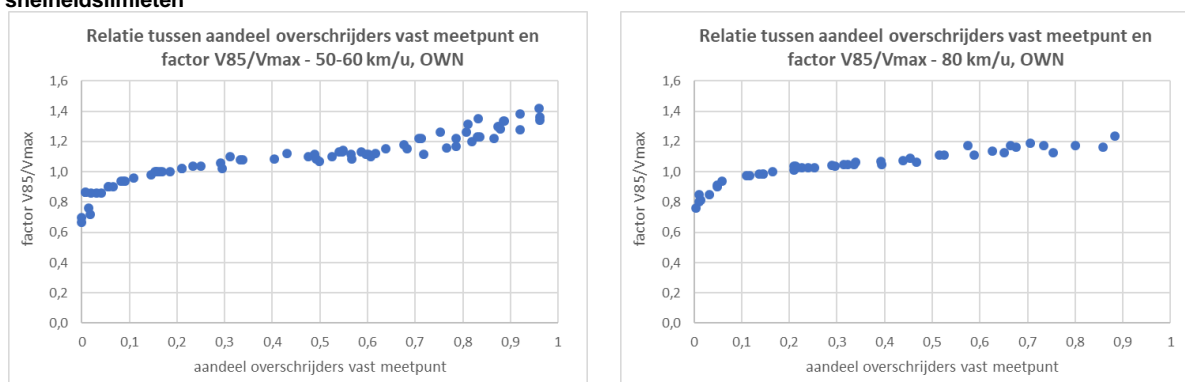 snelheidslimieten
Relatie tussen aandeel overschrijders vast meetpunt en
factor V85/Vmax - 50-60 km/u, OWN
factor V85/Vmax
1,6
1,4
1,2
1,0
0,8
0,6
0,4
0,2
0,0
0 0,1 0,2 0,3 0,4 0,5 0,6 0,7 0,8 0,9 1
aandeel overschrijders vast meetpunt
Relatie tussen aandeel overschrijders vast meetpunt en
factor V85/Vmax - 80 km/u, OWN
factor V85/Vmax
1,6
1,4
1,2
1,0
0,8
0,6
0,4
0,2
0,0
0 0,1 0,2 0,3 0,4 0,5 0,6 0,7 0,8 0,9 1
aandeel overschrijders vast meetpunt